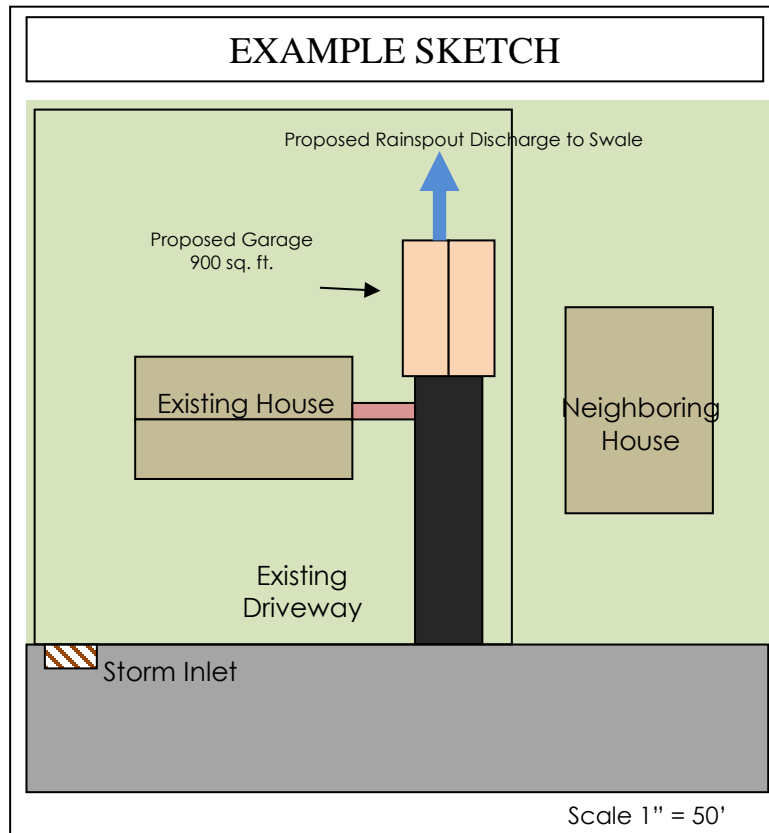 EXAMPLE SKETCH
Proposed Rainspout Discharge to Swale
Proposed Garage
900 sq. ft.
Existing House
Neighboring
House
Existing
Driveway
Storm Inlet
Scale 1” = 50’